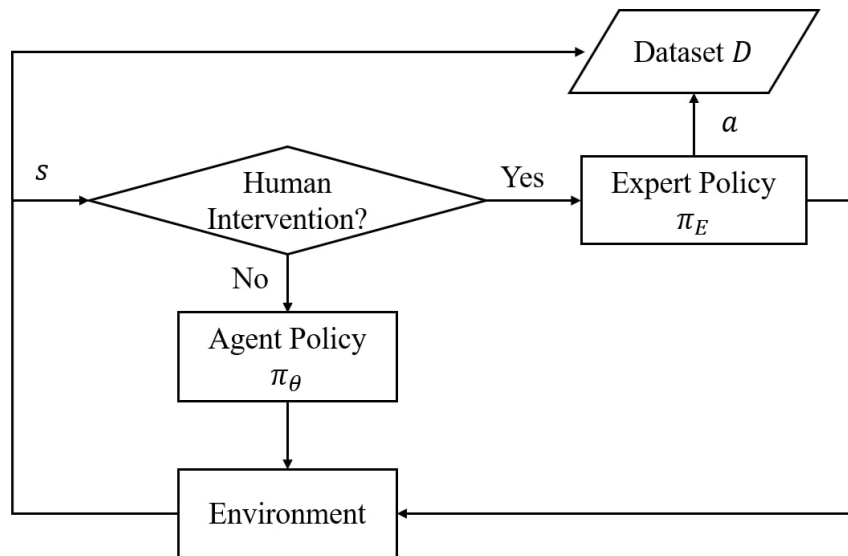 Dataset D
a
s
Human
Intervention?
Yes
Expert Policy
π_E
No
Agent Policy
π_θ
Environment